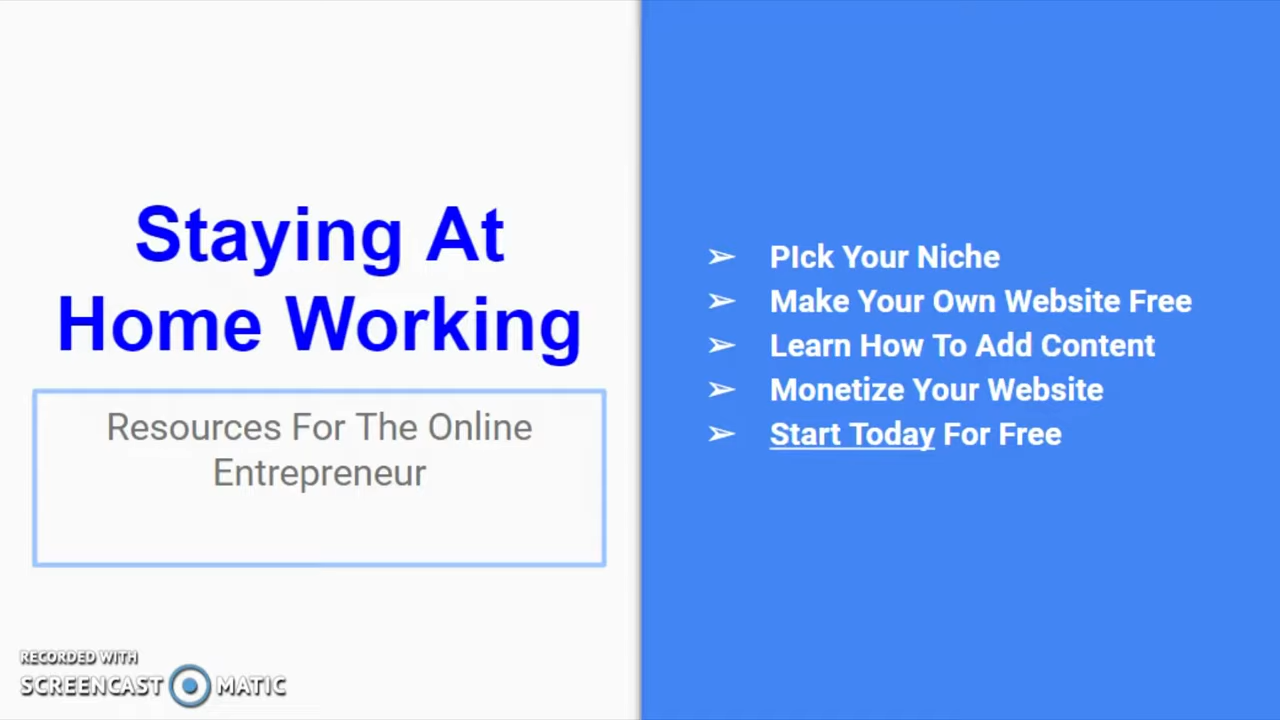 Staying At
Home Working
Resources For The Online
Entrepreneur
➢ PIck Your Niche
➢ Make Your Own Website Free
➢ Learn How To Add Content
➢ Monetize Your Website
➢ Start Today For Free
RECORDED WITH
SCREENCAST MATIC